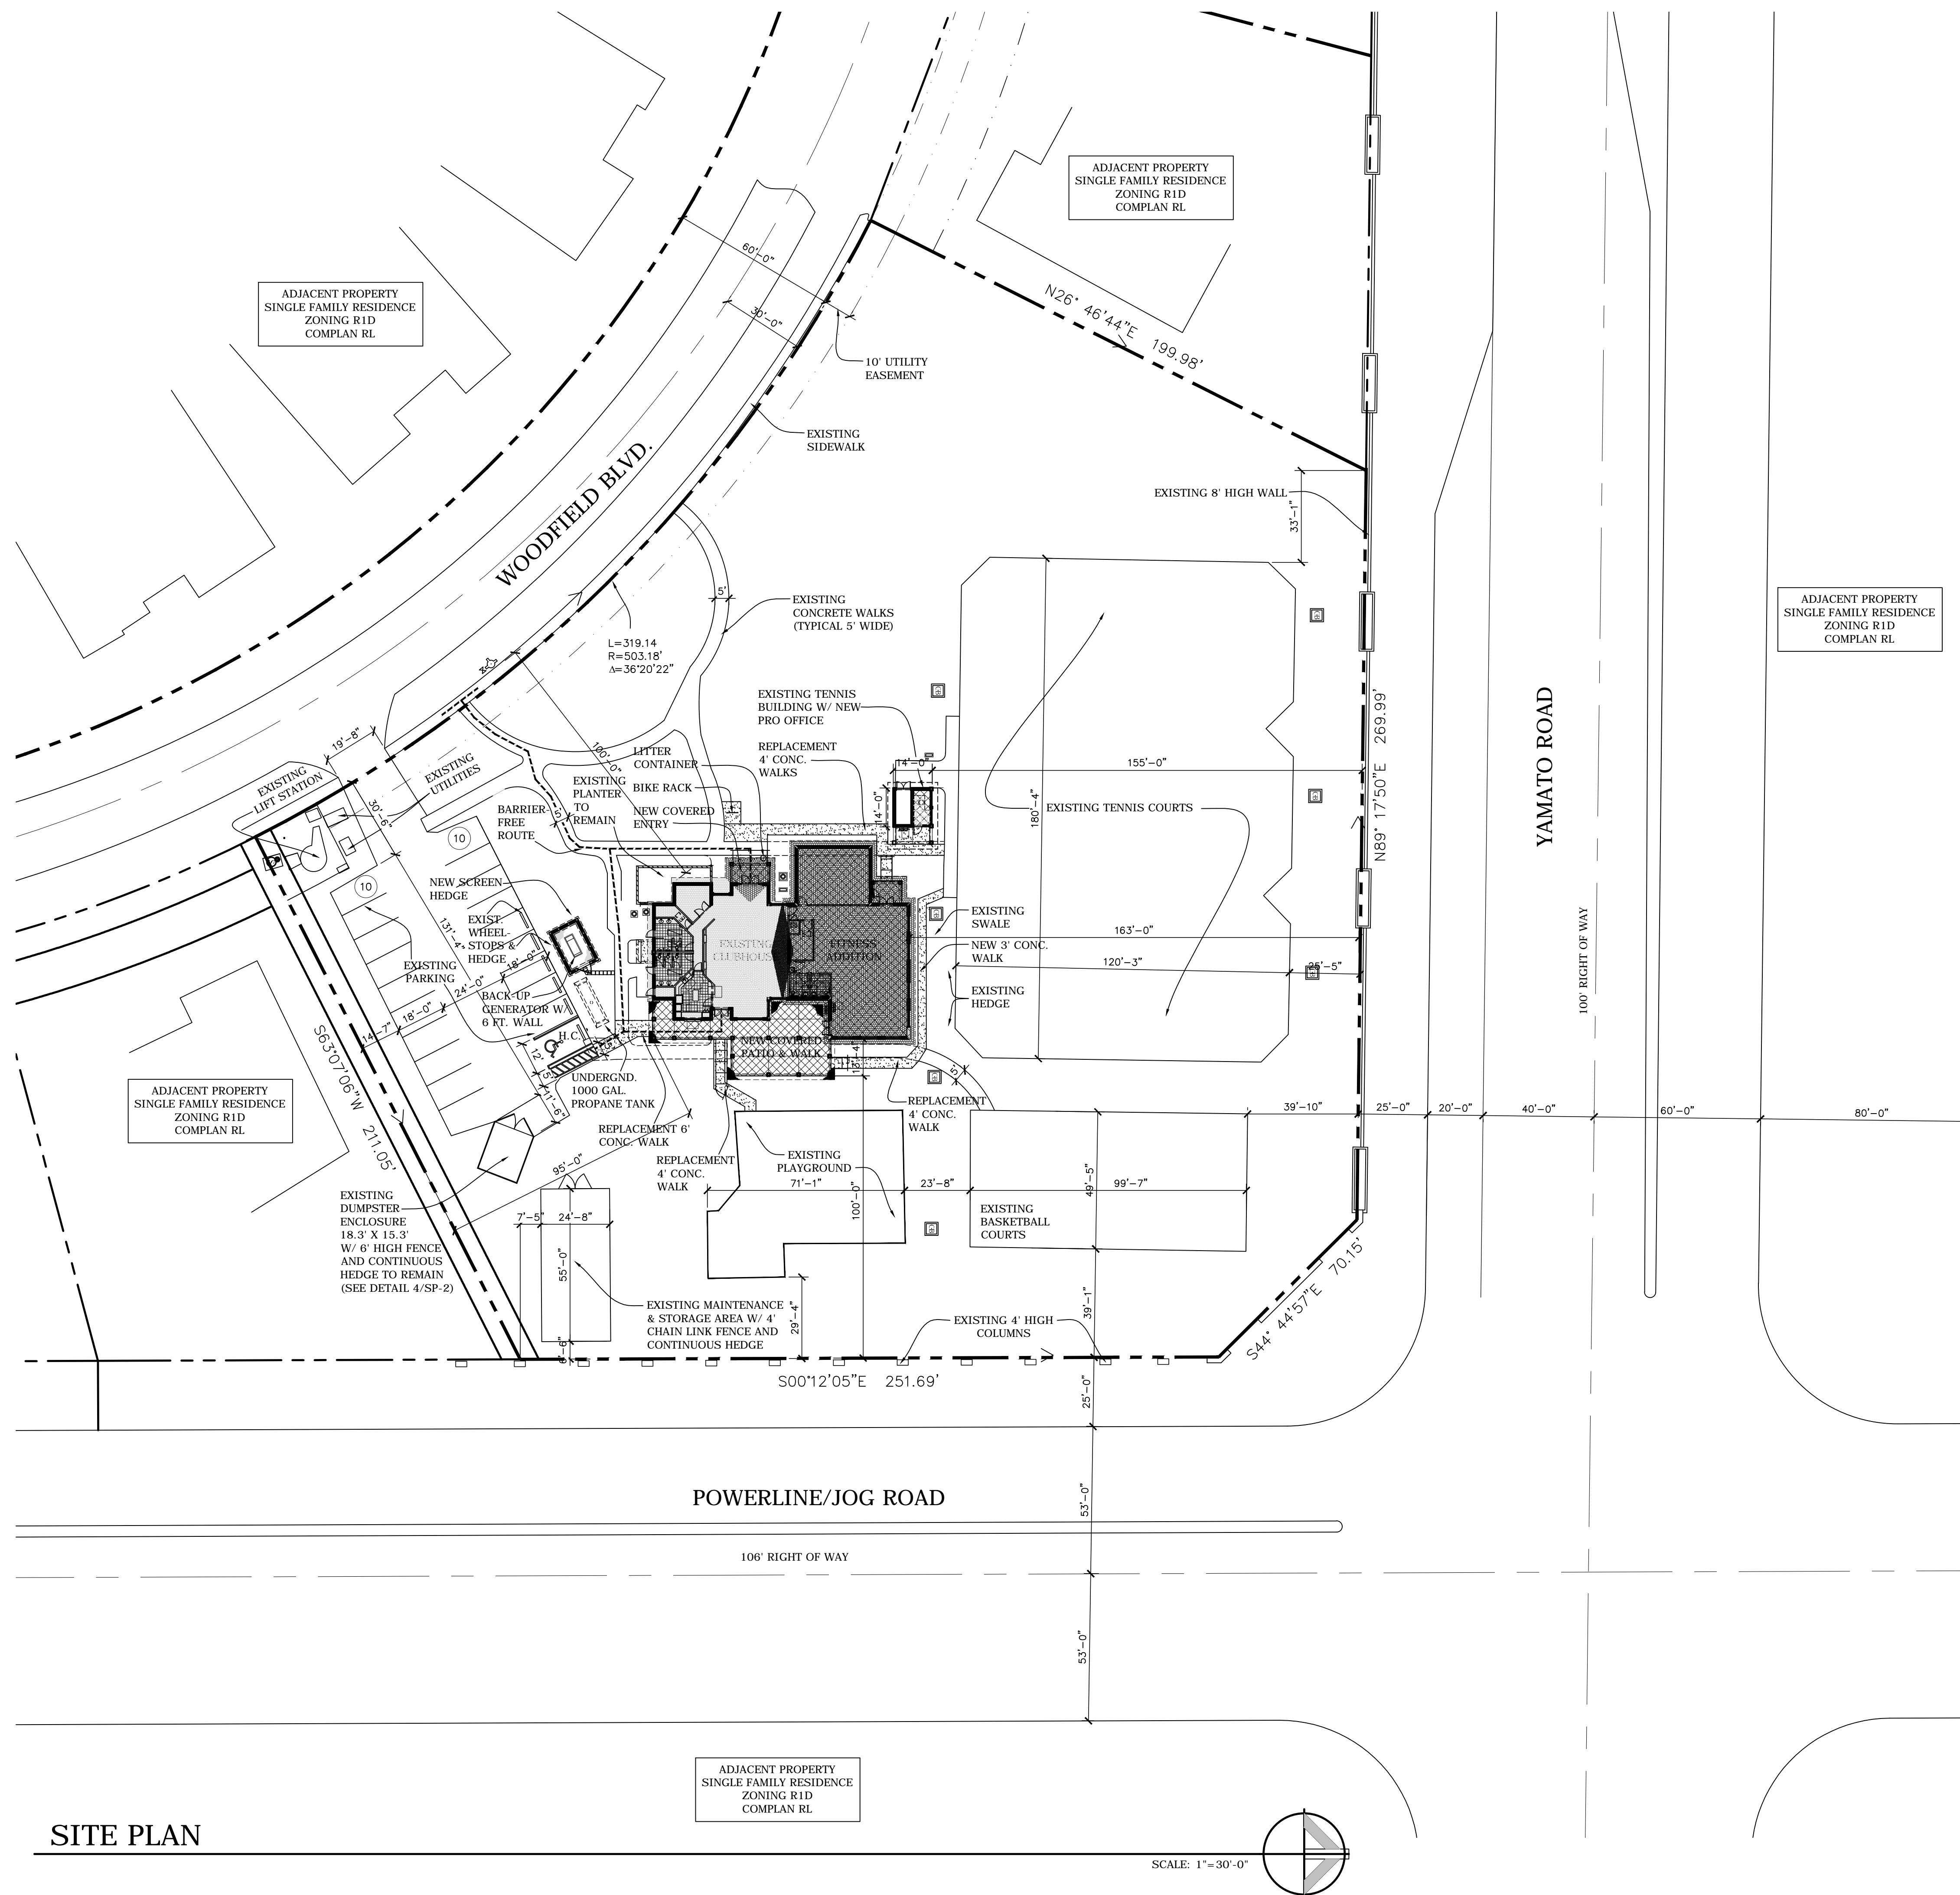 ADJACENT PROPERTY
SINGLE FAMILY RESIDENCE
ZONING R1D
COMPLAN RL
ADJACENT PROPERTY
SINGLE FAMILY RESIDENCE
ZONING R1D
COMPLAN RL
60'-0"
30'-0"
10' UTILITY
EASEMENT
N26° 46'44"E 199.98'
EXISTING
SIDEWALK
WOODFIELD BLVD.
EXISTING 8' HIGH WALL
33'-1"
5'
EXISTING
CONCRETE WALKS
(TYPICAL 5' WIDE)
L=319.14
R=503.18'
Δ=36°20'22"
ADJACENT PROPERTY
SINGLE FAMILY RESIDENCE
ZONING R1D
COMPLAN RL
EXISTING TENNIS
BUILDING W/ NEW
PRO OFFICE
REPLACEMENT
4' CONC.
WALKS
N89° 17'50"E 269.99'
YAMATO ROAD
100' RIGHT OF WAY
19'-8"
EXISTING
LIFT STATION
EXISTING
UTILITIES
30'-6"
100'-0"
LITTER
CONTAINER
EXISTING
PLANTER
TO
REMAIN
BIKE RACK
NEW COVERED
ENTRY
BARRIER-
FREE
ROUTE
5'
14'-0"
14'-0"
155'-0"
180'-4"
EXISTING TENNIS COURTS
10
10
NEW SCREEN
HEDGE
EXIST.
WHEEL-
STOPS &
HEDGE
131'-4"
EXISTING
PARKING
18'-0"
24'-0"
18'-0"
14'-7"
BACK-UP
GENERATOR W/
6 FT. WALL
EXISTING
CLUBHOUSE
FITNESS
ADDITION
EXISTING
SWALE
NEW 3' CONC.
WALK
163'-0"
120'-3"
25'-5"
EXISTING
HEDGE
H.C.
12'
5'
5'
11'-6"
NEW COVERED
PATIO & WALK
13'-4"
UNDERGND.
1000 GAL.
PROPANE TANK
REPLACEMENT 6'
CONC. WALK
REPLACEMENT
4' CONC.
WALK
5'
REPLACEMENT
4' CONC.
WALK
S63°07'06"W 211.05'
ADJACENT PROPERTY
SINGLE FAMILY RESIDENCE
ZONING R1D
COMPLAN RL
95'-0"
EXISTING
PLAYGROUND
71'-1"
23'-8"
99'-7"
49'-5"
100'-0"
39'-10"
25'-0"
20'-0"
40'-0"
60'-0"
80'-0"
EXISTING
BASKETBALL
COURTS
EXISTING
DUMPSTER
ENCLOSURE
18.3' X 15.3'
W/ 6' HIGH FENCE
AND CONTINUOUS
HEDGE TO REMAIN
(SEE DETAIL 4/SP-2)
7'-5"
24'-8"
55'-0"
6'-6"
EXISTING MAINTENANCE
& STORAGE AREA W/ 4'
CHAIN LINK FENCE AND
CONTINUOUS HEDGE
29'-4"
39'-1"
EXISTING 4' HIGH
COLUMNS
S44° 44'57"E 70.15'
S00°12'05"E 251.69'
25'-0"
POWERLINE/JOG ROAD
53'-0"
106' RIGHT OF WAY
53'-0"
ADJACENT PROPERTY
SINGLE FAMILY RESIDENCE
ZONING R1D
COMPLAN RL
SITE PLAN
SCALE: 1"=30'-0"